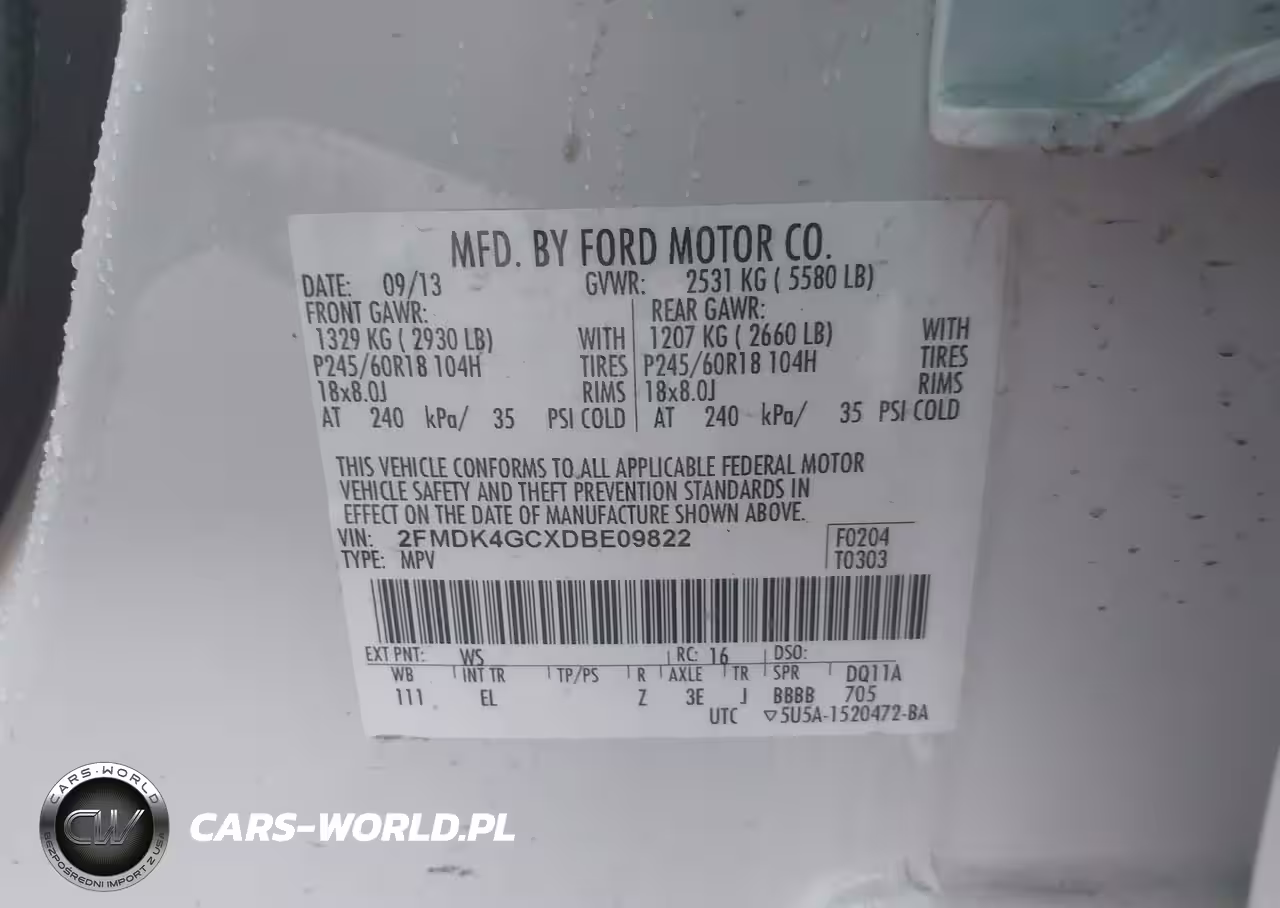 MFD. BY FORD MOTOR CO.
DATE: 09/13 GVWR: 2531 KG ( 5580 LB)
FRONT GAWR: REAR GAWR:
1329 KG ( 2930 LB) WITH 1207 KG ( 2660 LB) WITH
P245/60R18 104H TIRES P245/60R18 104H TIRES
18x8.0J RIMS 18x8.0J RIMS
AT 240 kPa/ 35 PSI COLD AT 240 kPa/ 35 PSI COLD
THIS VEHICLE CONFORMS TO ALL APPLICABLE FEDERAL MOTOR
VEHICLE SAFETY AND THEFT PREVENTION STANDARDS IN
EFFECT ON THE DATE OF MANUFACTURE SHOWN ABOVE.
VIN: 2FMDK4GCXDBE09822 F0204
TYPE: MPV T0303
EXT PNT: WS RC: 16 DSO:
WB INT TR TP/PS R AXLE TR SPR DQ11A
111 EL Z 3E J BBBB 705
UTC ▽5U5A-1520472-BA
CARS-WORLD
CW
BEZPOŚREDNI IMPORT Z USA
CARS-WORLD.PL